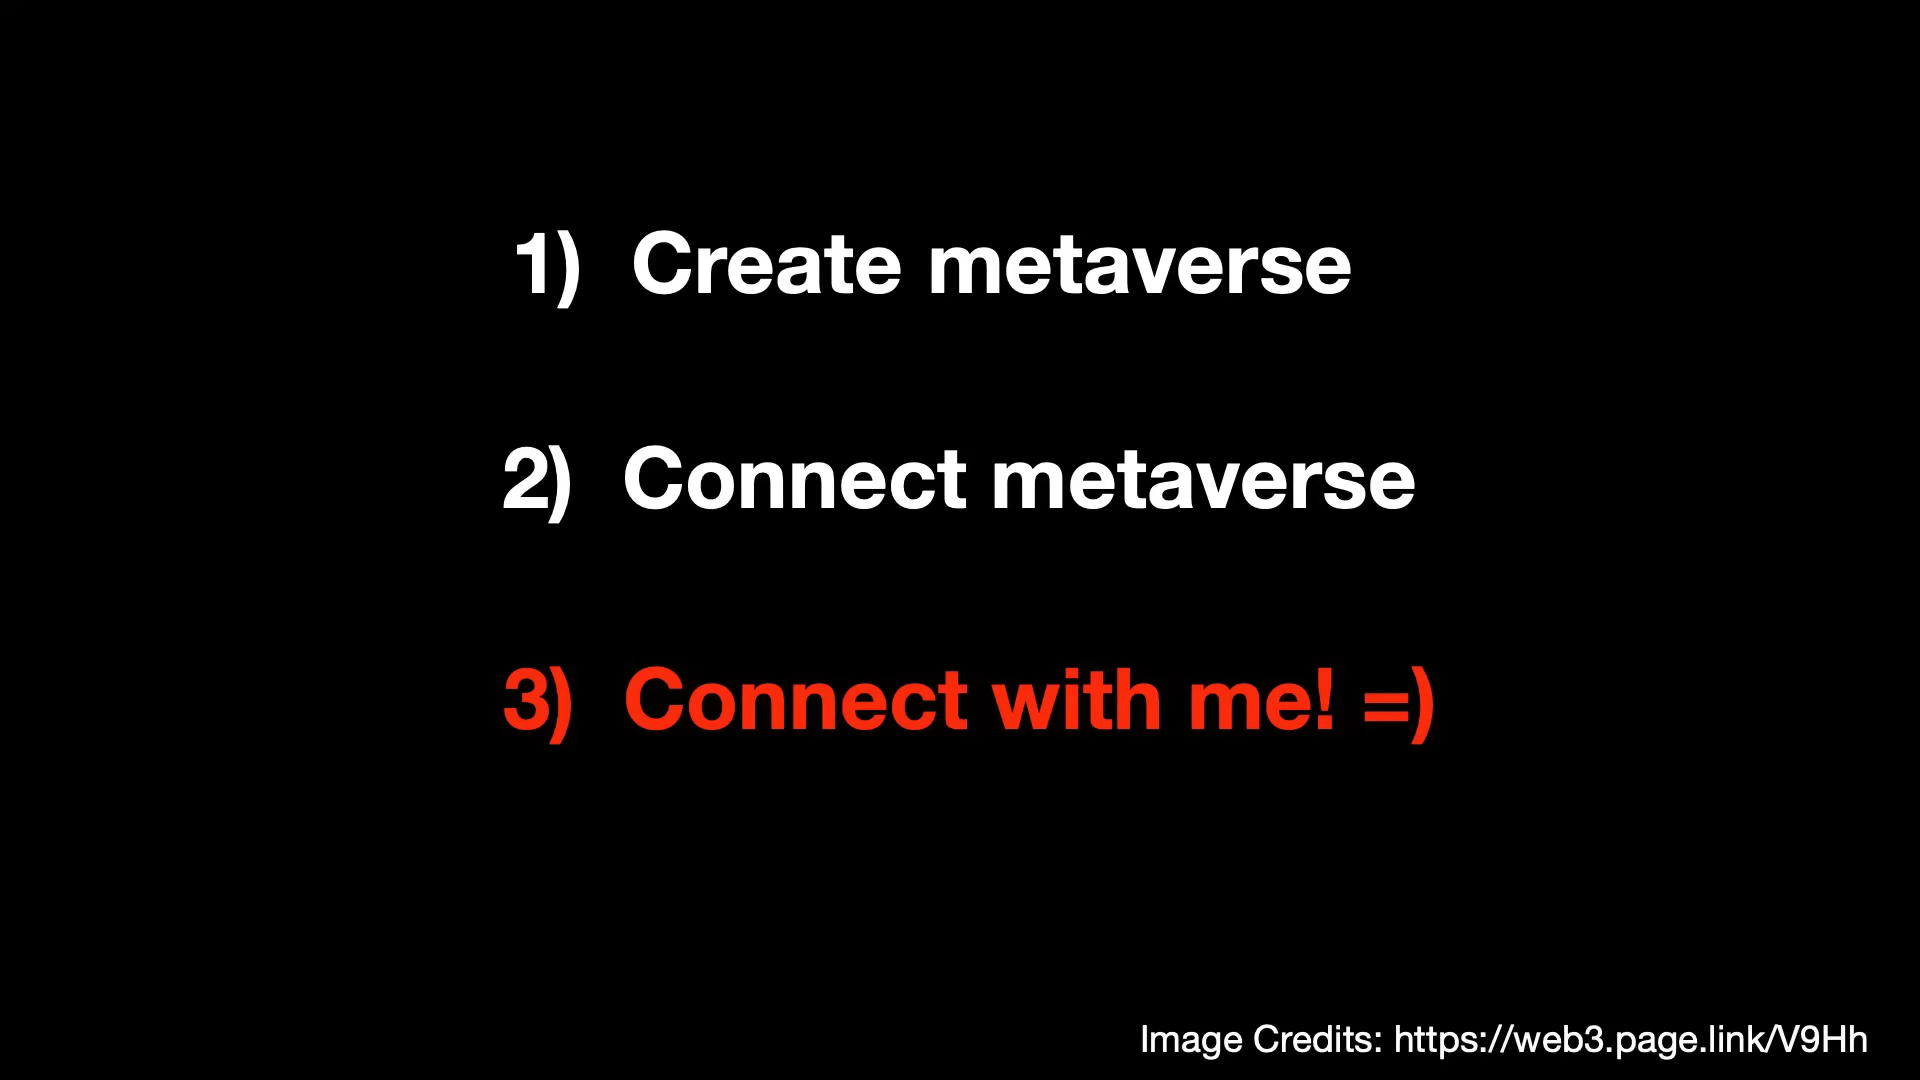 1) Create metaverse
2) Connect metaverse
3) Connect with me! =)
Image Credits: https://web3.page.link/V9Hh